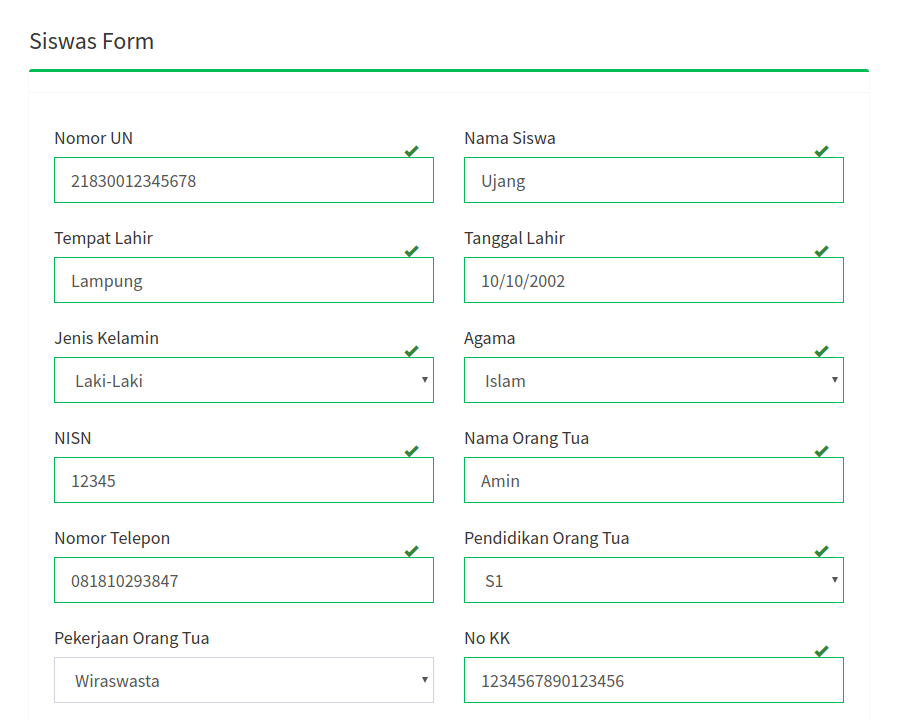 Siswas Form
Nomor UN
Nama Siswa
21830012345678
Ujang
Tempat Lahir
Tanggal Lahir
Lampung
10/10/2002
Jenis Kelamin
Agama
Laki-Laki
Islam
NISN
Nama Orang Tua
12345
Amin
Nomor Telepon
Pendidikan Orang Tua
081810293847
S1
Pekerjaan Orang Tua
No KK
Wiraswasta
1234567890123456